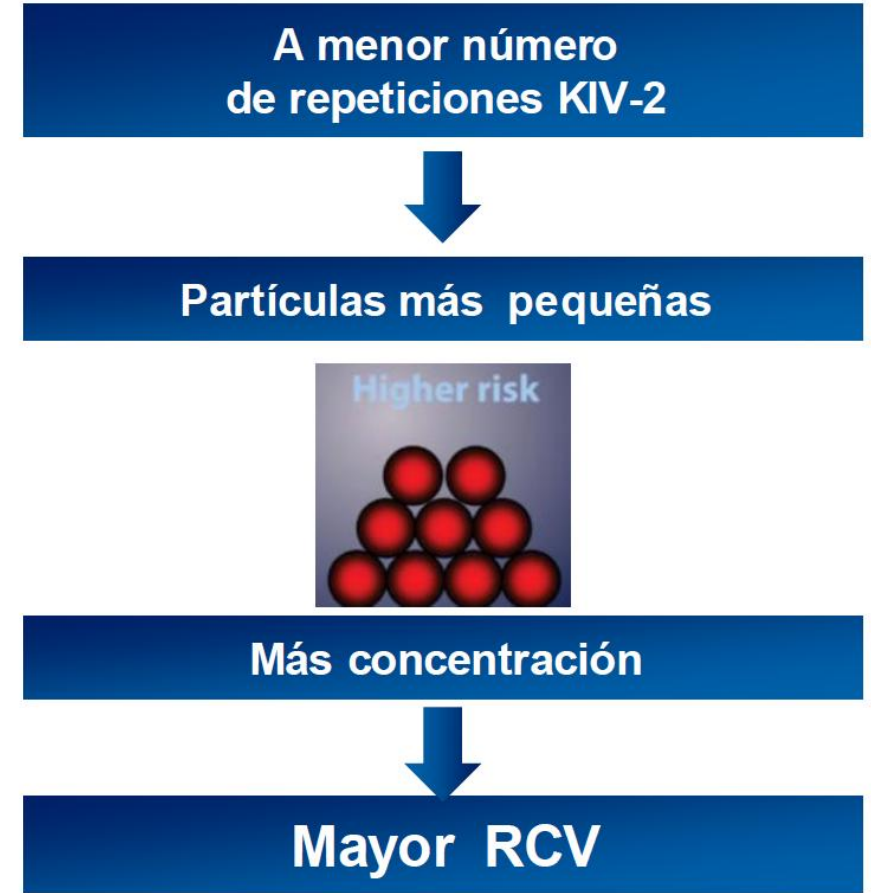 A menor número
de repeticiones KIV-2
Partículas más pequeñas
Higher risk
Más concentración
Mayor RCV